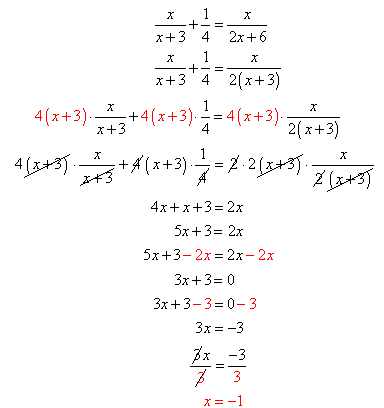 x/(x+3) + 1/4 = x/(2x+6)
x/(x+3) + 1/4 = x/(2(x+3))
4(x+3) · x/(x+3) + 4(x+3) · 1/4 = 4(x+3) · x/(2(x+3))
4(x+3) · x/(x+3) + 4(x+3) · 1/4 = 2 · 2(x+3) · x/(2(x+3))
4x + x + 3 = 2x
5x + 3 = 2x
5x + 3 − 2x = 2x − 2x
3x + 3 = 0
3x + 3 − 3 = 0 − 3
3x = −3
3x/3 = −3/3
x = −1